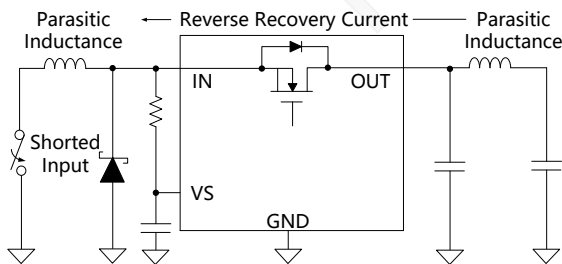 Parasitic Inductance
Reverse Recovery Current
Parasitic Inductance
IN
OUT
Shorted Input
VS
GND